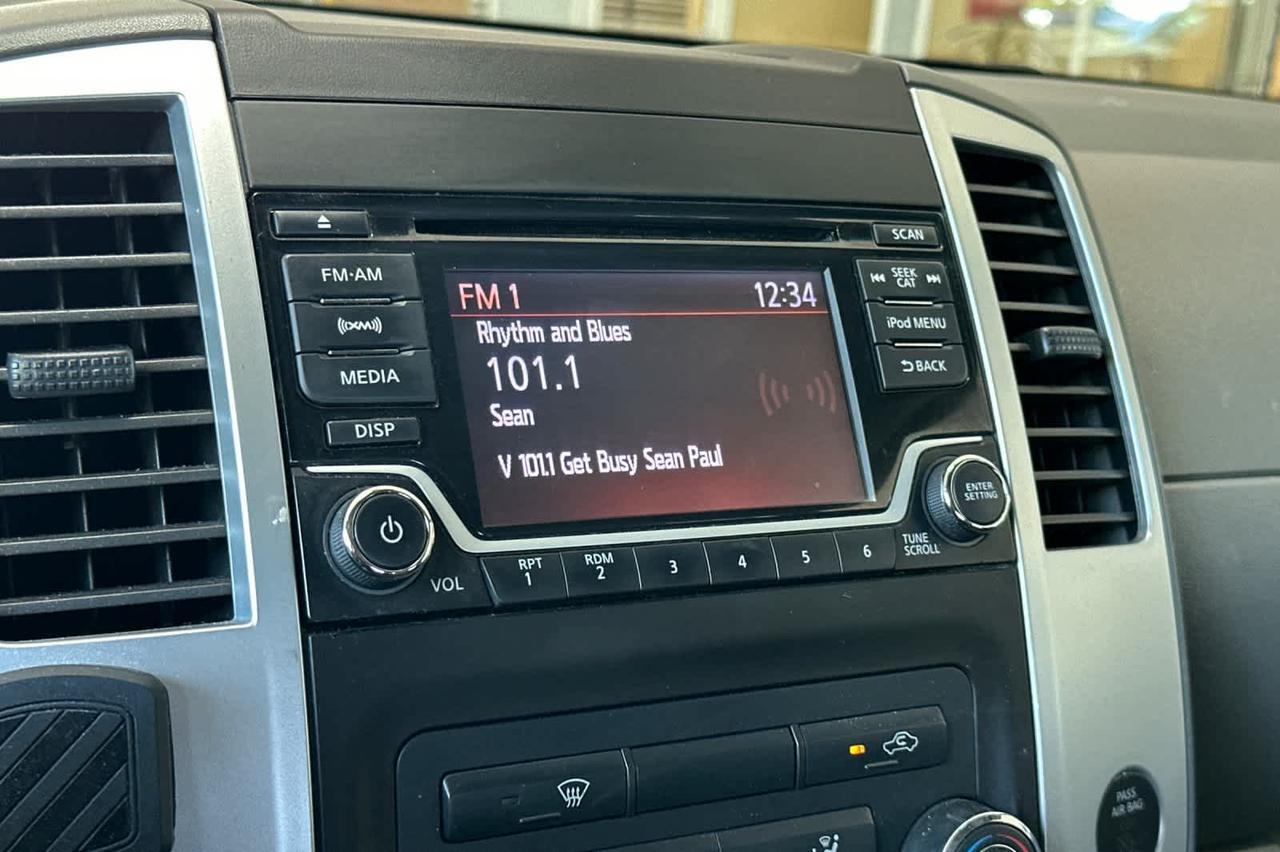 SCAN
FM·AM
SEEK
CAT
FM 1 12:34
Rhythm and Blues
((XM))
iPod MENU
101.1
MEDIA
BACK
Sean
DISP
V 101.1 Get Busy Sean Paul
ENTER
SETTING
VOL
RPT
1
RDM
2
3
4
5
6
TUNE
SCROLL
PASS
AIR BAG